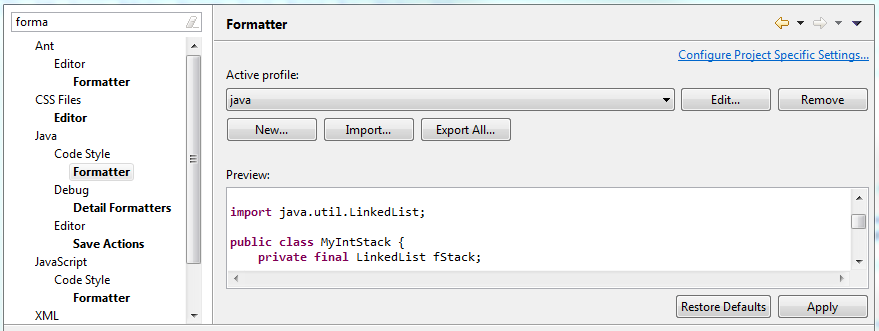 forma
Ant
Editor
Formatter
CSS Files
Editor
Java
Code Style
Formatter
Debug
Detail Formatters
Editor
Save Actions
JavaScript
Code Style
Formatter
XML
Formatter
Configure Project Specific Settings...
Active profile:
java
Edit...
Remove
New...
Import...
Export All...
Preview:
import java.util.LinkedList;
public class MyIntStack {
private final LinkedList fStack;
Restore Defaults
Apply